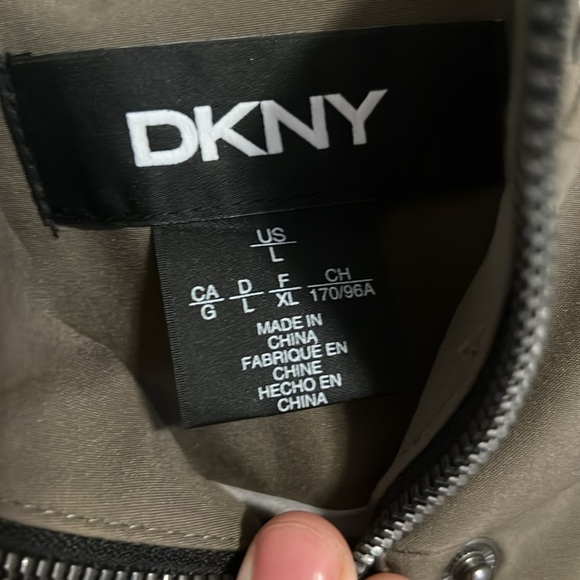 DKNY
US
L
CA D F CH
G L XL 170/96A
MADE IN
CHINA
FABRIQUÉ EN
CHINE
HECHO EN
CHINA